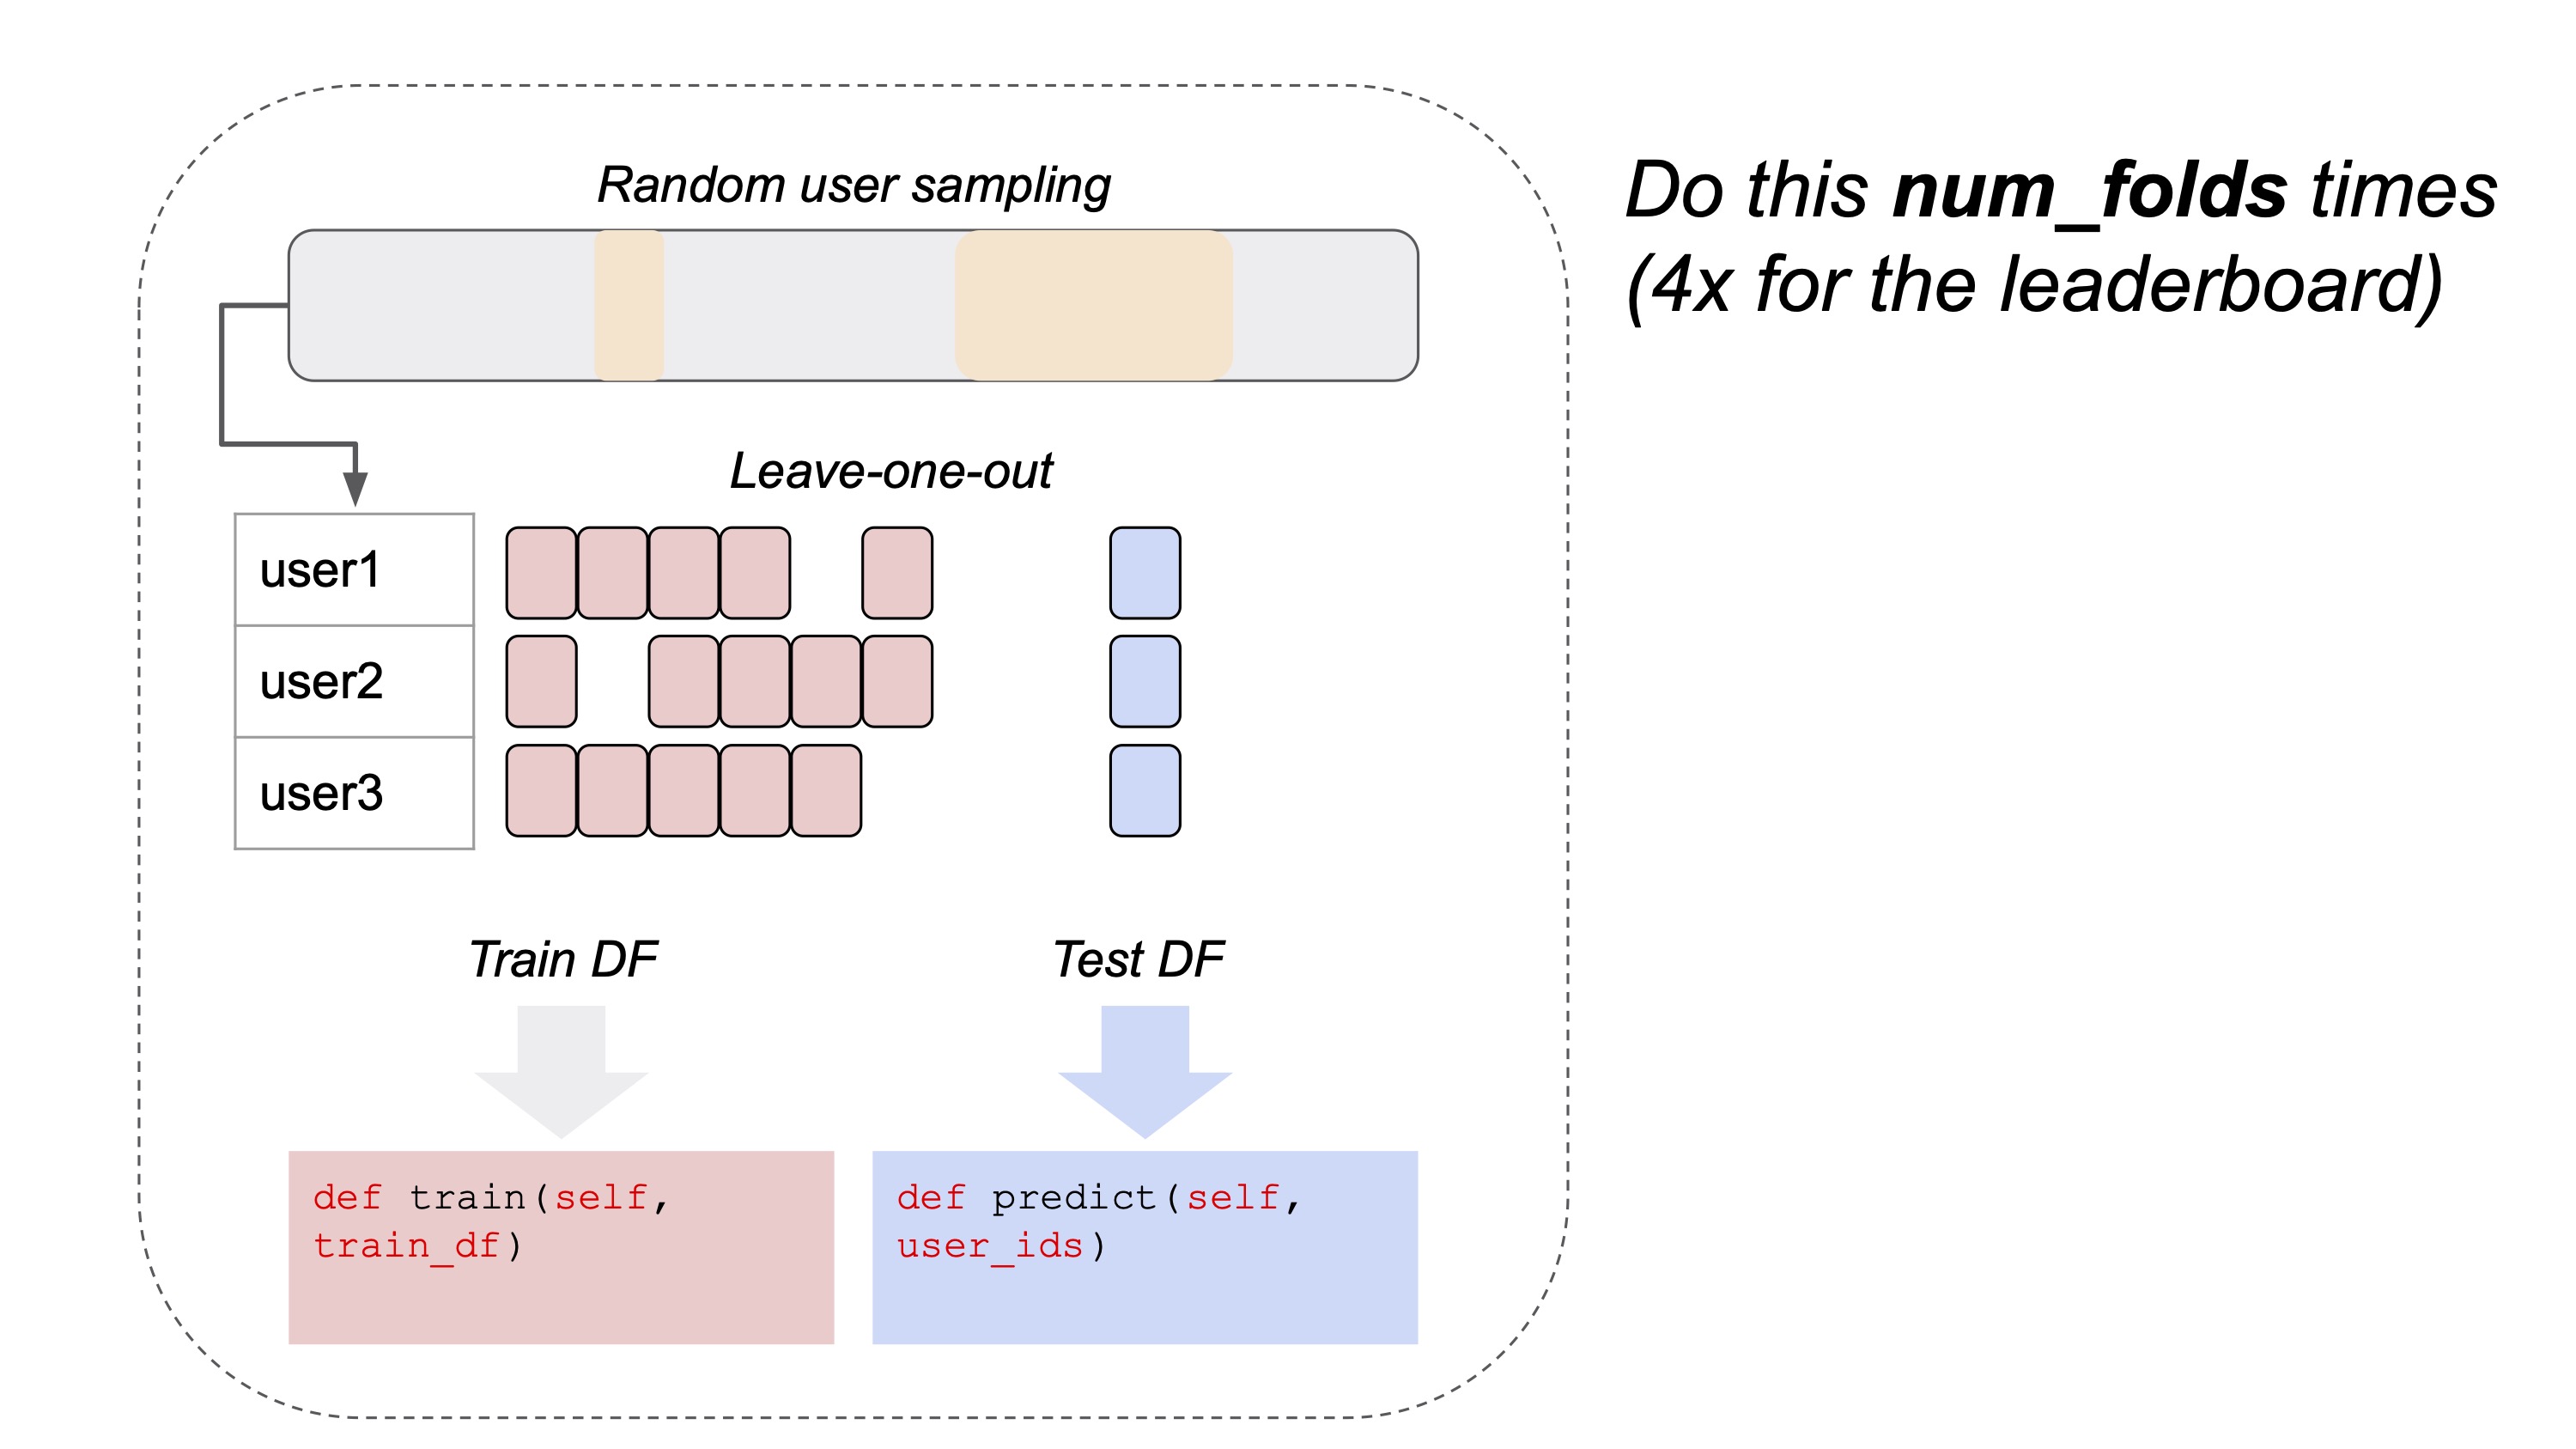 Random user sampling
Do this num_folds times
(4x for the leaderboard)
Leave-one-out
user1
user2
user3
Train DF
Test DF
def train(self,
train_df)
def predict(self,
user_ids)